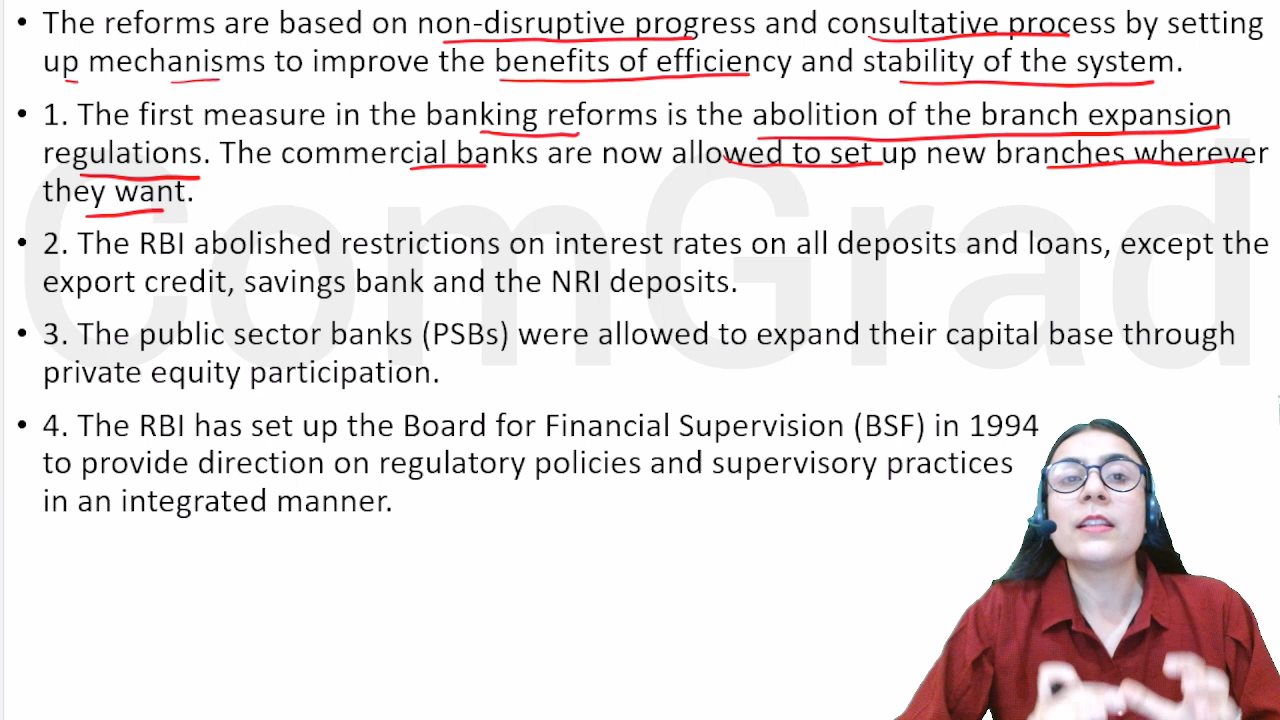 • The reforms are based on non-disruptive progress and consultative process by setting
up mechanisms to improve the benefits of efficiency and stability of the system.
• 1. The first measure in the banking reforms is the abolition of the branch expansion
regulations. The commercial banks are now allowed to set up new branches wherever
they want.
• 2. The RBI abolished restrictions on interest rates on all deposits and loans, except the
export credit, savings bank and the NRI deposits.
• 3. The public sector banks (PSBs) were allowed to expand their capital base through
private equity participation.
• 4. The RBI has set up the Board for Financial Supervision (BSF) in 1994
to provide direction on regulatory policies and supervisory practices
in an integrated manner.
ComGrad